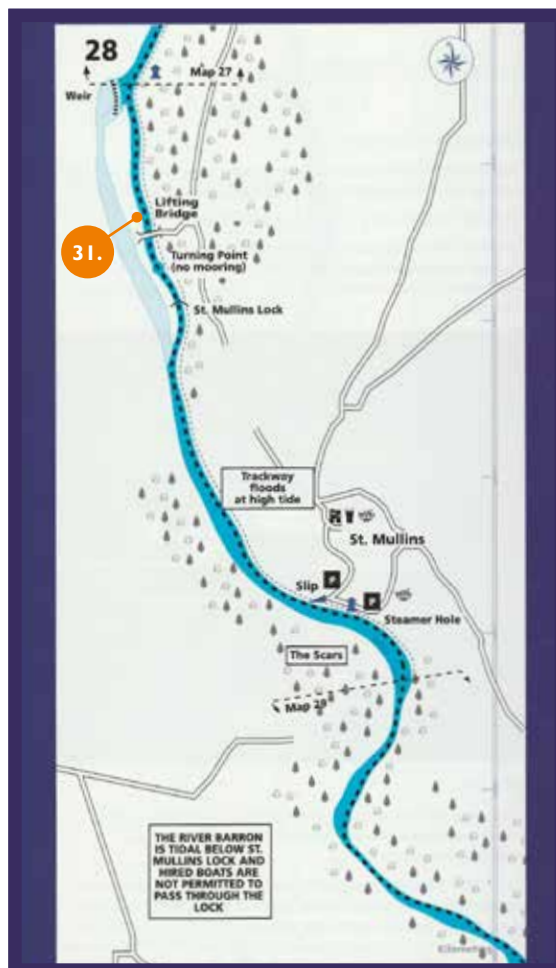 28
Map 27
Weir
Lifting
Bridge
31.
Turning Point
(no mooring)
St. Mullins Lock
Trackway
floods
at high tide
St. Mullins
Slip
P
P
Steamer Hole
The Scars
Map 29
THE RIVER BARRON
IS TIDAL BELOW ST.
MULLINS LOCK AND
HIRED BOATS ARE
NOT PERMITTED TO
PASS THROUGH THE
LOCK
Kilometres